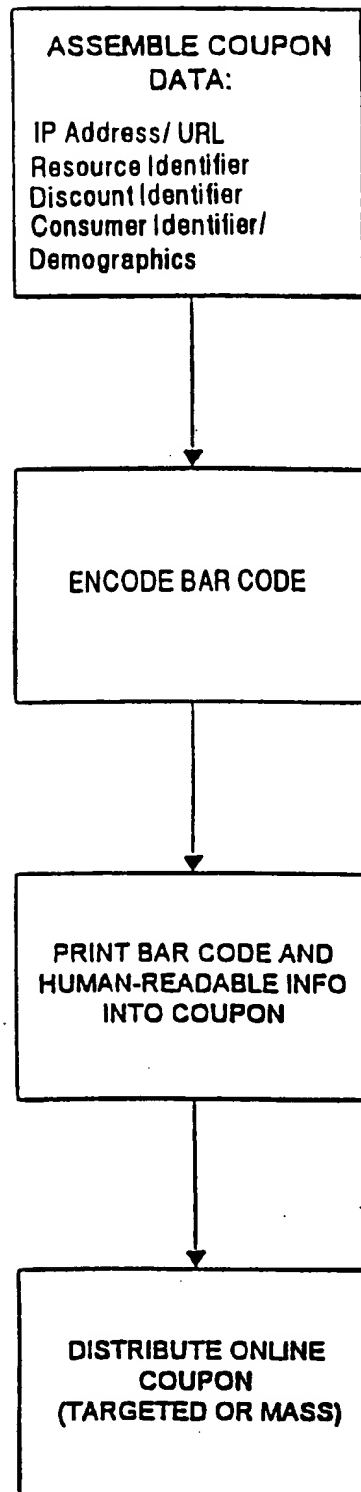 ASSEMBLE COUPON
DATA:
IP Address/ URL
Resource Identifier
Discount Identifier
Consumer Identifier/
Demographics
ENCODE BAR CODE
PRINT BAR CODE AND
HUMAN-READABLE INFO
INTO COUPON
DISTRIBUTE ONLINE
COUPON
(TARGETED OR MASS)